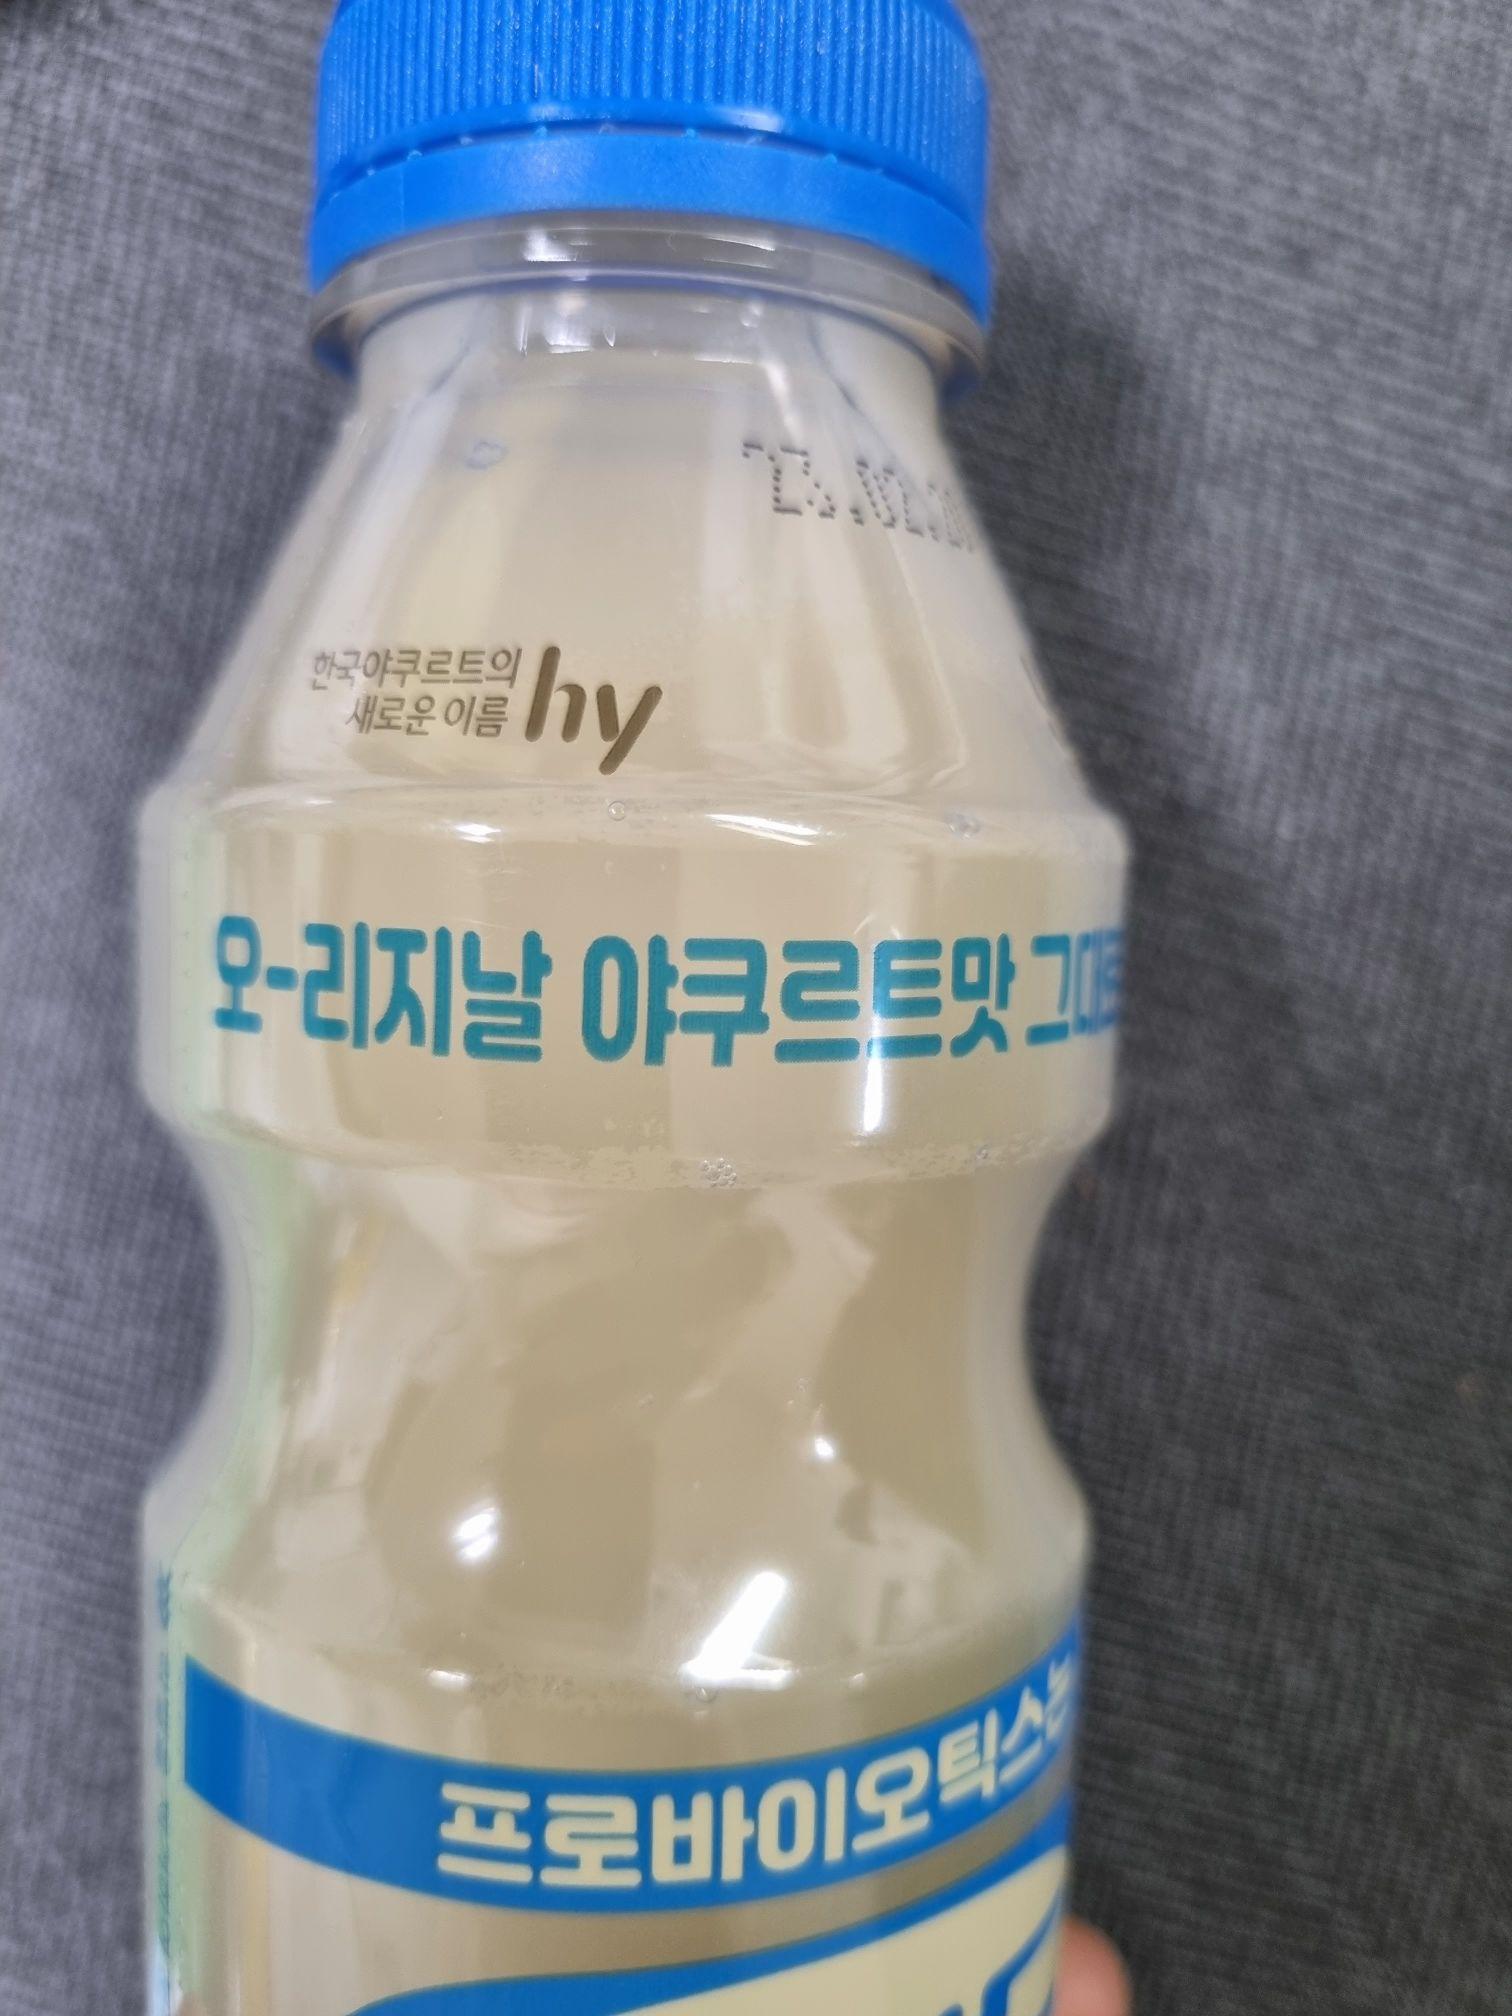 한국야쿠르트의
새로운 이름
hy
오-리지날 야쿠르트맛 그대로
프로바이오틱스는